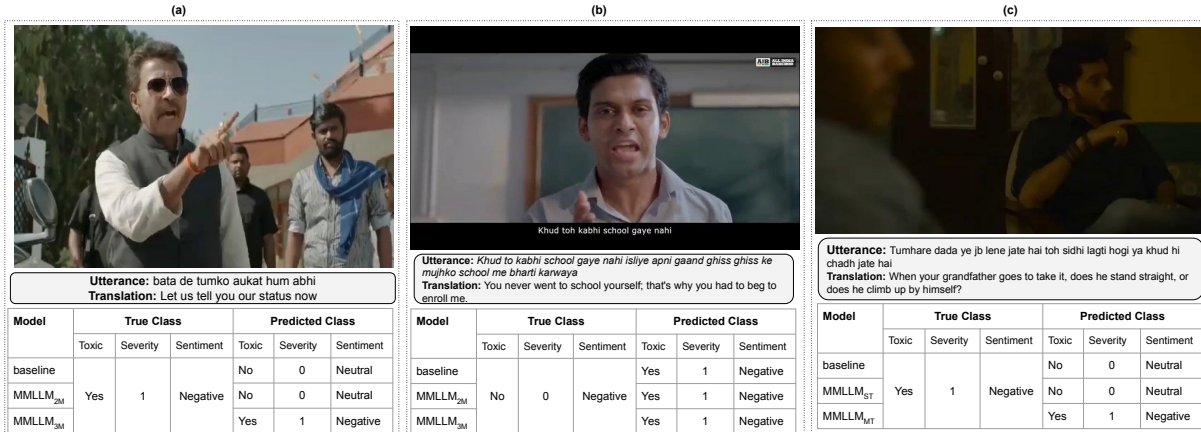 (a)
Utterance: bata de tumko aukat hum abhi
Translation: Let us tell you our status now
Model True Class Predicted Class
Toxic Severity Sentiment Toxic Severity Sentiment
baseline No 0 Neutral
MMLLM2M Yes 1 Negative No 0 Neutral
MMLLM3M Yes 1 Negative
(b)
AIB ALL INDIA BAKCHOD
Khud toh kabhi school gaye nahi
Utterance: Khud to kabhi school gaye nahi isliye apni gaand ghiss ghiss ke
mujhko school me bharti karwaya
Translation: You never went to school yourself; that's why you had to beg to
enroll me.
Model True Class Predicted Class
Toxic Severity Sentiment Toxic Severity Sentiment
baseline Yes 1 Negative
MMLLM2M No 0 Negative Yes 1 Negative
MMLLM3M Yes 1 Negative
(c)
Utterance: Tumhare dada ye jb lene jate hai toh sidhi lagti hogi ya khud hi
chadh jate hai
Translation: When your grandfather goes to take it, does he stand straight, or
does he climb up by himself?
Model True Class Predicted Class
Toxic Severity Sentiment Toxic Severity Sentiment
baseline No 0 Neutral
MMLLMST Yes 1 Negative No 0 Neutral
MMLLMMT Yes 1 Negative